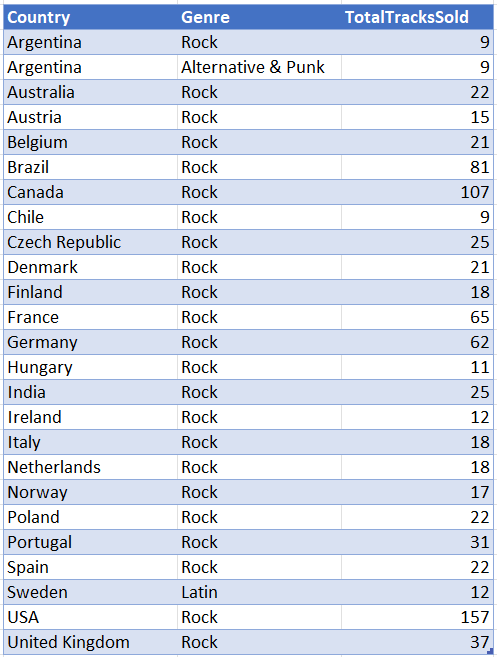 Country Genre TotalTracksSold
Argentina Rock 9
Argentina Alternative & Punk 9
Australia Rock 22
Austria Rock 15
Belgium Rock 21
Brazil Rock 81
Canada Rock 107
Chile Rock 9
Czech Republic Rock 25
Denmark Rock 21
Finland Rock 18
France Rock 65
Germany Rock 62
Hungary Rock 11
India Rock 25
Ireland Rock 12
Italy Rock 18
Netherlands Rock 18
Norway Rock 17
Poland Rock 22
Portugal Rock 31
Spain Rock 22
Sweden Latin 12
USA Rock 157
United Kingdom Rock 37